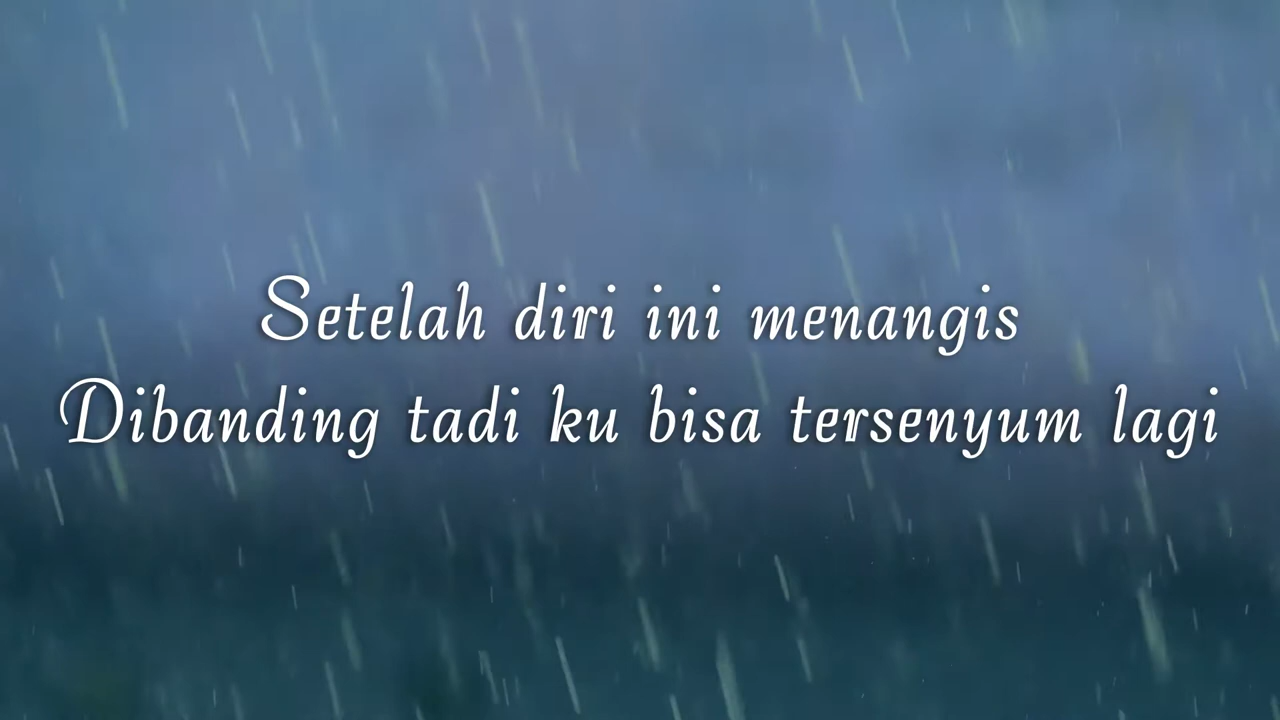 Setelah diri ini menangis
Dibanding tadi ku bisa tersenyum lagi